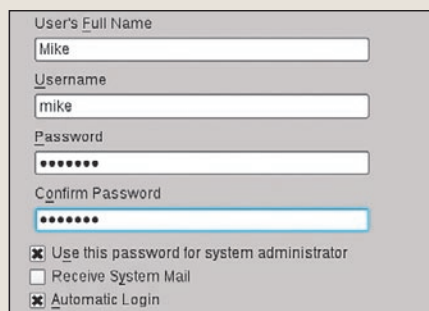 User's Full Name
Mike
Username
mike
Password
•••••••
Confirm Password
•••••••
Use this password for system administrator
Receive System Mail
Automatic Login